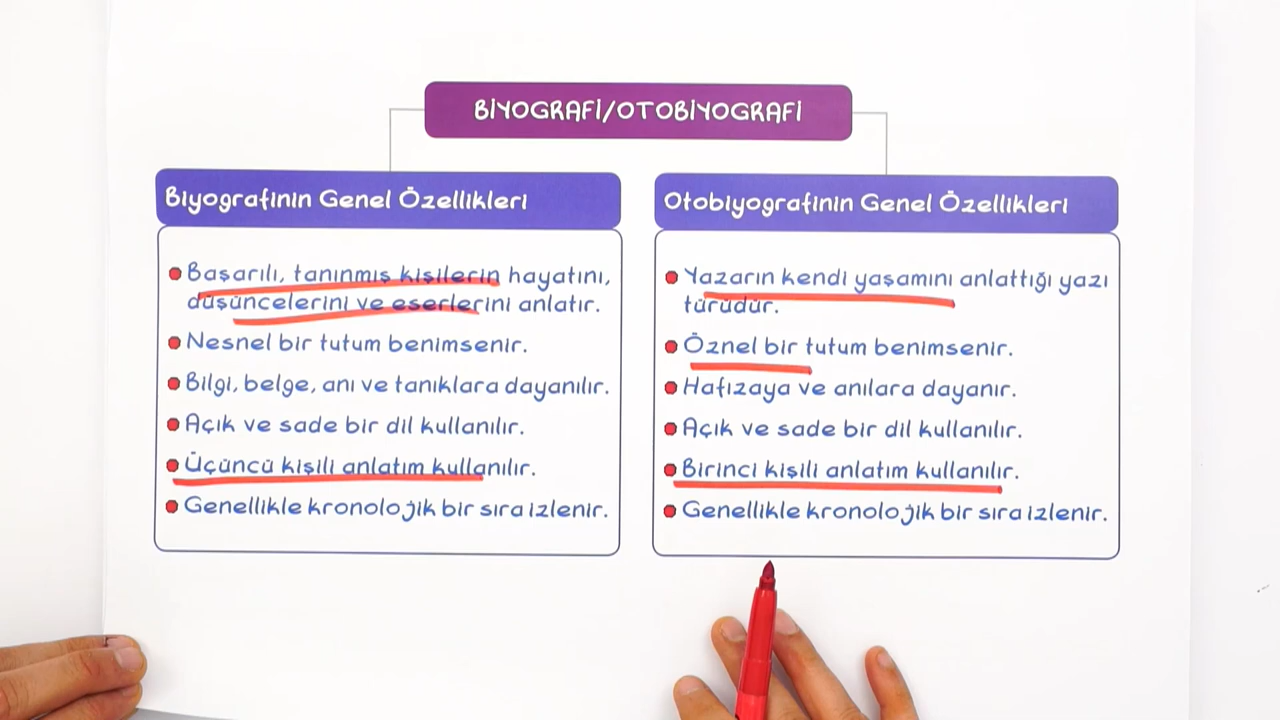 BİYOGRAFİ/OTOBİYOGRAFİ
Biyografinin Genel Özellikleri
Başarılı, tanınmış kişilerin hayatını,
düşüncelerini ve eserlerini anlatır.
Nesnel bir tutum benimsenir.
Bilgi, belge, anı ve tanıklara dayanılır.
Açık ve sade bir dil kullanılır.
Üçüncü kişili anlatım kullanılır.
Genellikle kronolojik bir sıra izlenir.
Otobiyografinin Genel Özellikleri
Yazarın kendi yaşamını anlattığı yazı
türüdür.
Öznel bir tutum benimsenir.
Hafızaya ve anılara dayanır.
Açık ve sade bir dil kullanılır.
Birinci kişili anlatım kullanılır.
Genellikle kronolojik bir sıra izlenir.